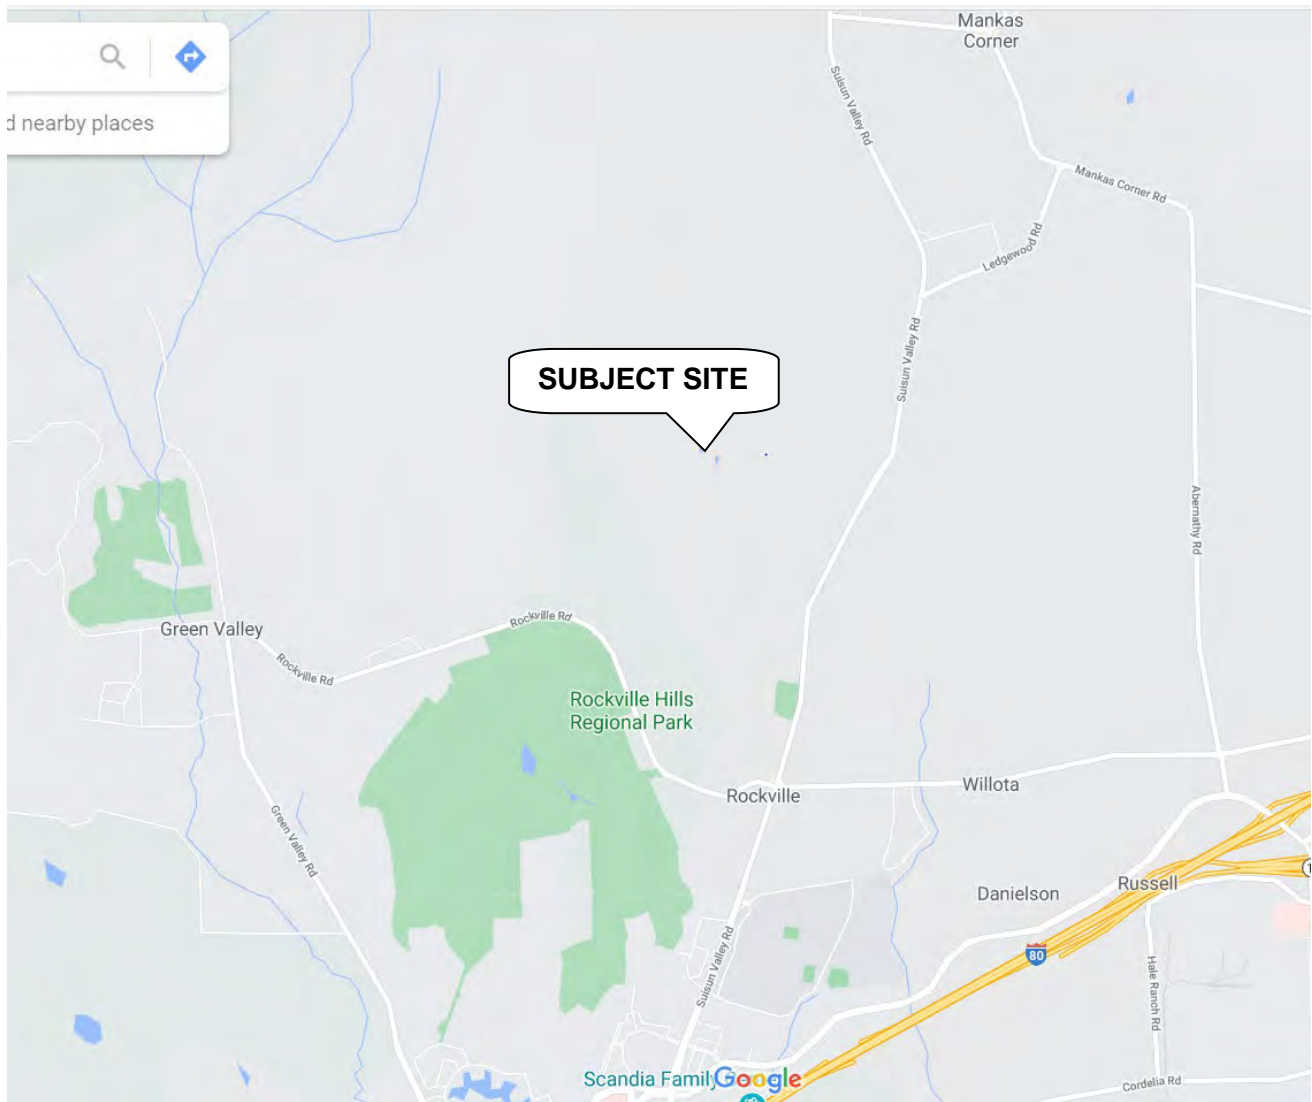 Mankas
Corner
d nearby places
Suisun Valley Rd
Mankas Corner Rd
Ledgewood Rd
Suisun Valley Rd
SUBJECT SITE
Abernathy Rd
Rockville Rd
Green Valley
Rockville Rd
Rockville Hills
Regional Park
Willota
Rockville
Green Valley Rd
Russell
Danielson
80
Suisun Valley Rd
Hale Ranch Rd
Scandia Family
Google
Cordelia Rd